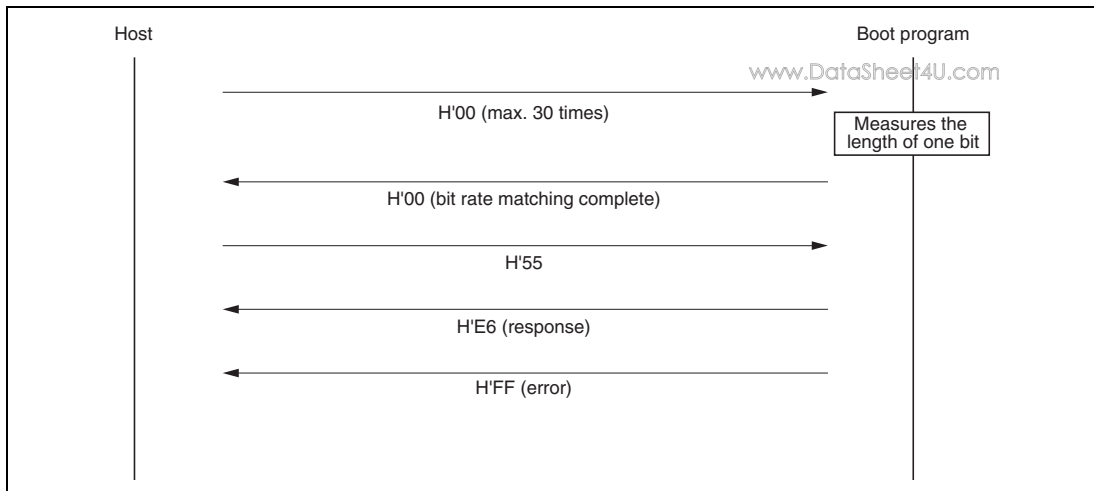 Host
Boot program
www.DataSheet4U.com
H'00 (max. 30 times)
Measures the
length of one bit
H'00 (bit rate matching complete)
H'55
H'E6 (response)
H'FF (error)